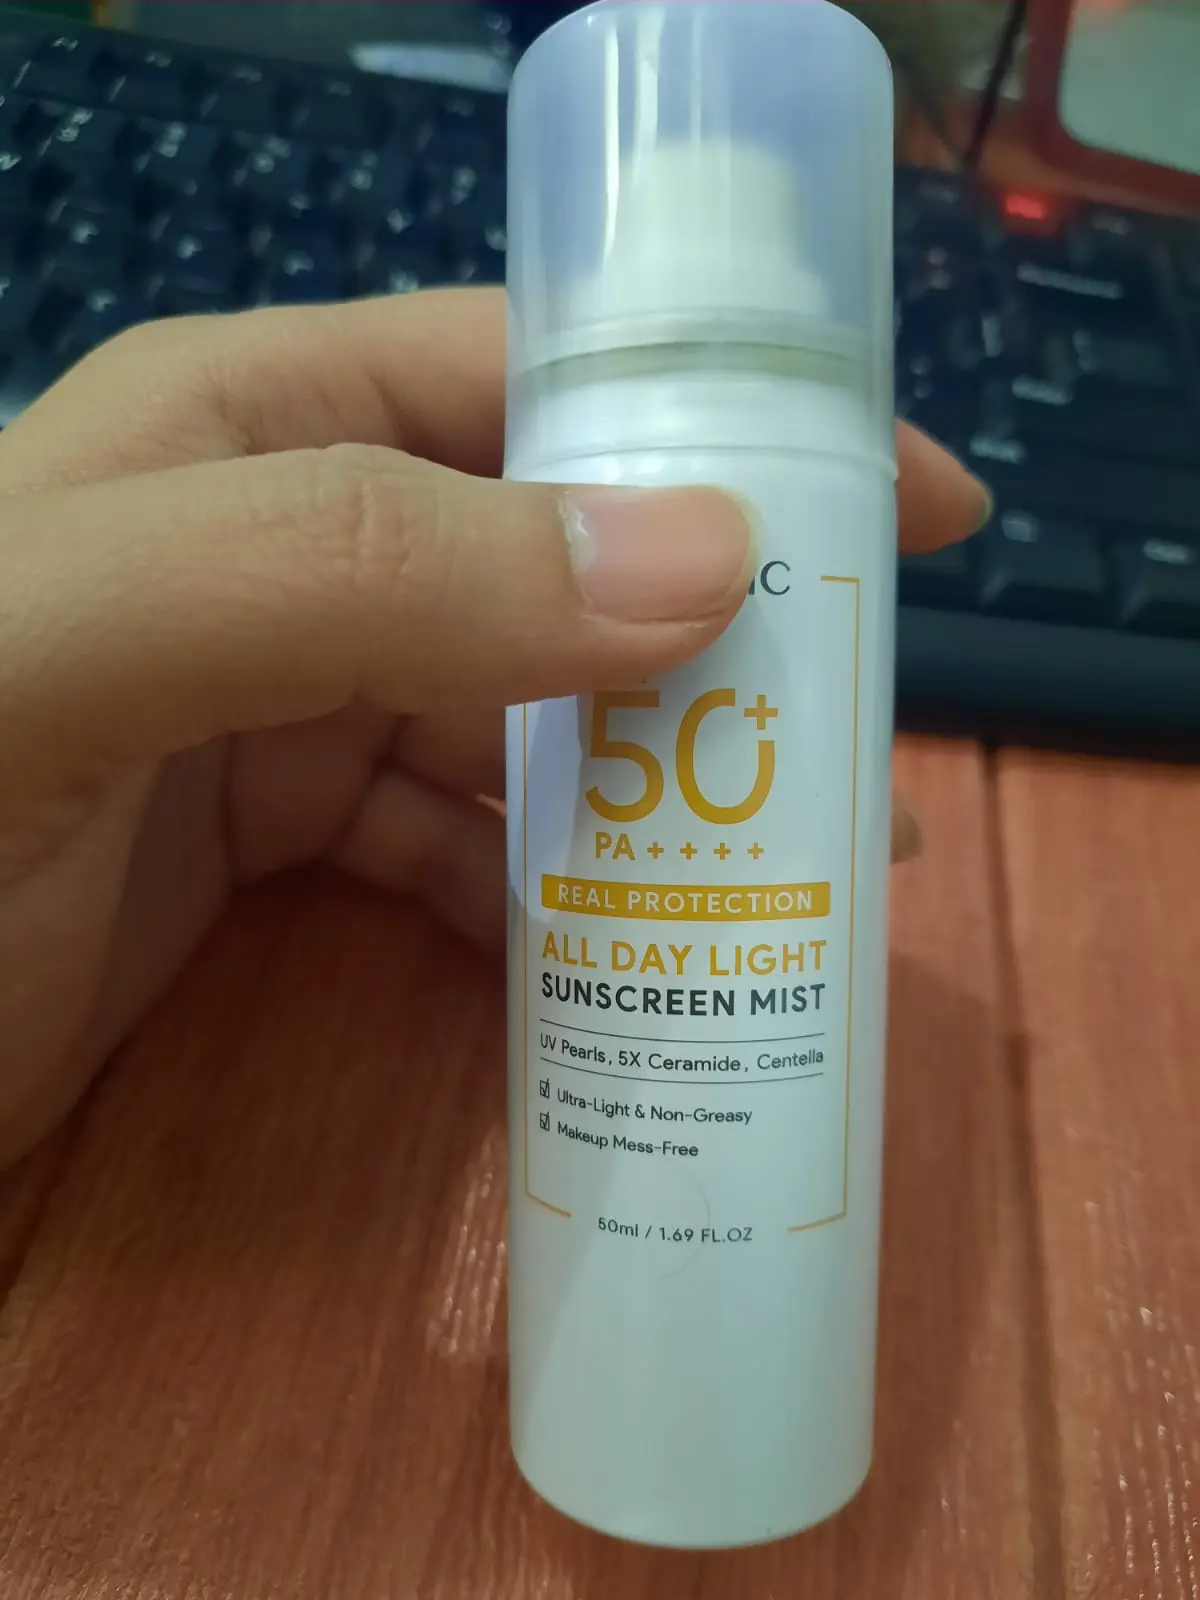 50+
PA++++
REAL PROTECTION
ALL DAY LIGHT
SUNSCREEN MIST
UV Pearls, 5X Ceramide, Centella
Ultra-Light & Non-Greasy
Makeup Mess-Free
50ml / 1.69 FL.OZ